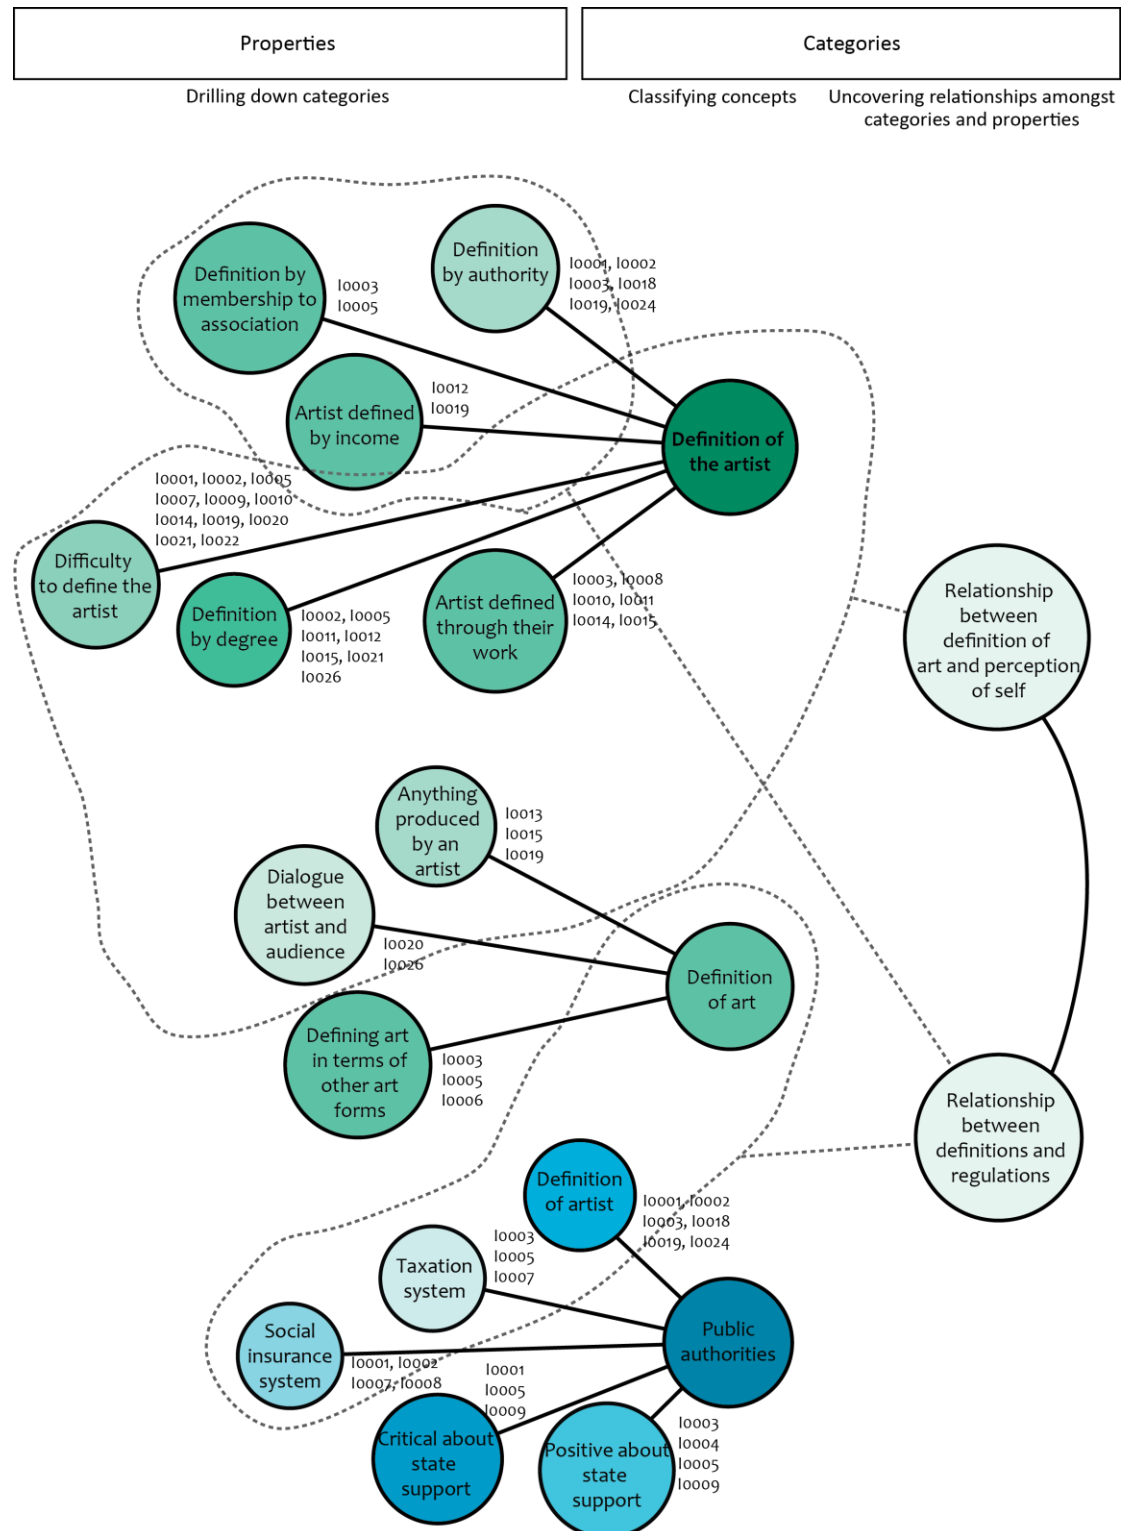 Properties
Categories
Drilling down categories
Classifying concepts
Uncovering relationships amongst
categories and properties
Definition by
membership to
association
I0003
I0005
Definition
by authority
I0001, I0002
I0003, I0018
I0019, I0024
Artist defined
by income
I0012
I0019
Definition of
the artist
I0001, I0002, I0005
I0007, I0009, I0010
I0014, I0019, I0020
I0021, I0022
Difficulty
to define the
artist
Definition
by degree
I0002, I0005
I0011, I0012
I0015, I0021
I0026
Artist defined
through their
work
I0003, I0008
I0010, I0011
I0014, I0015
Relationship
between
definition of
art and perception
of self
Anything
produced by an
artist
I0013
I0015
I0019
Dialogue
between
artist and
audience
I0020
I0026
Definition
of art
Defining art
in terms of
other art
forms
I0003
I0005
I0006
Relationship
between
definitions and
regulations
Definition
of artist
I0001, I0002
I0003, I0018
I0019, I0024
Taxation
system
I0003
I0005
I0007
Public
authorities
Social
insurance
system
I0001, I0002
I0007, I0008
I0001
I0005
I0009
Critical about
state
support
Positive about
state
support
I0003
I0004
I0005
I0009